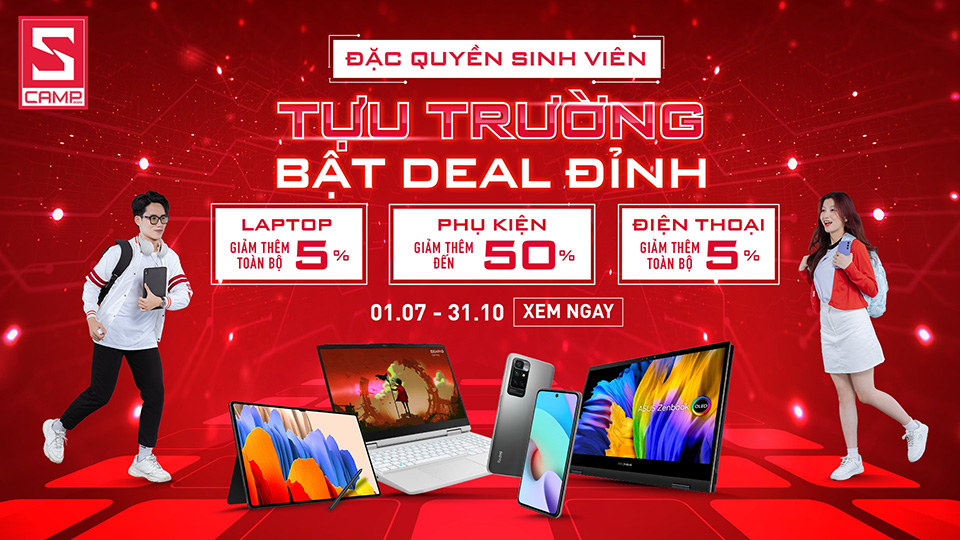 S
CAMP
ĐẶC QUYỀN SINH VIÊN
TỰU TRƯỜNG
BẬT DEAL ĐỈNH
LAPTOP
GIẢM THÊM
TOÀN BỘ 5%
PHỤ KIỆN
GIẢM THÊM
ĐẾN 50%
ĐIỆN THOẠI
GIẢM THÊM
TOÀN BỘ 5%
01.07 - 31.10 XEM NGAY
ASUS Zenbook OLED